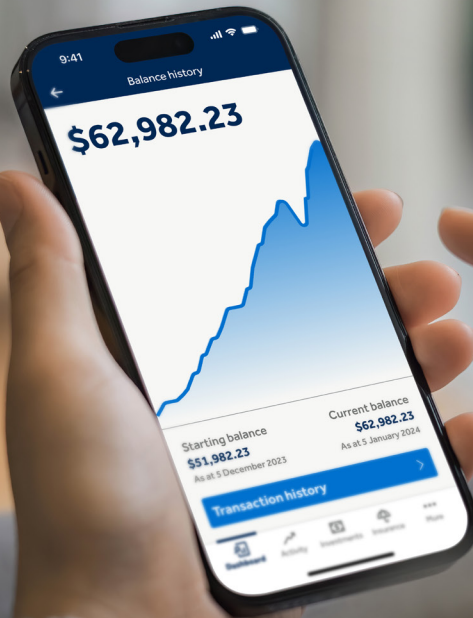 9:41
Balance history
$62,982.23
Starting balance
$51,982.23
As at 5 December 2023
Current balance
$62,982.23
As at 5 January 2024
Transaction history
Dashboard
Activity
Investments
Insurance
More